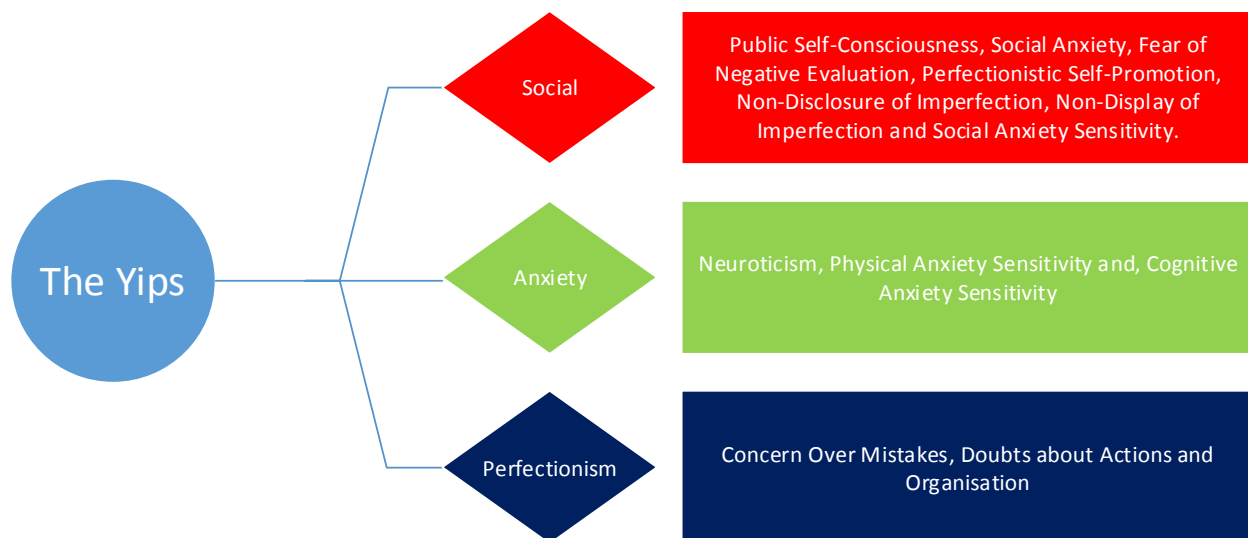 The Yips
Social
Public Self-Consciousness, Social Anxiety, Fear of
Negative Evaluation, Perfectionistic Self-Promotion,
Non-Disclosure of Imperfection, Non-Display of
Imperfection and Social Anxiety Sensitivity.
Anxiety
Neuroticism, Physical Anxiety Sensitivity and, Cognitive
Anxiety Sensitivity
Perfectionism
Concern Over Mistakes, Doubts about Actions and
Organisation